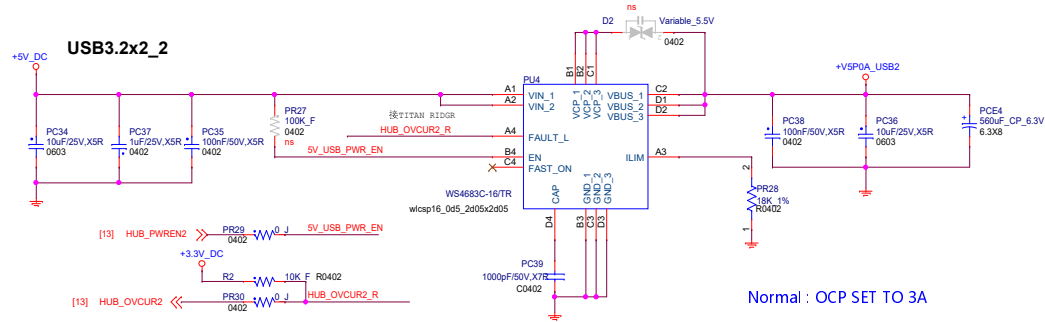 USB3.2x2_2
+5V_DC
PC34
10uF/25V,X5R
0603
PC37
1uF/25V,X5R
0402
PC35
100nF/50V,X5R
0402
PR27
100K_F
0402
ns
接TITAN RIDGR
HUB_OVCUR2_R
5V_USB_PWR_EN
A1
A2
A4
B4
C4
PU4
VIN_1
VIN_2
FAULT_L
EN
FAST_ON
CAP
VCP_1
VCP_2
VCP_3
VBUS_1
VBUS_2
VBUS_3
ILIM
GND_1
GND_2
GND_3
B1
B2
C1
C2
D1
D2
A3
D4
B3
C3
D3
WS4683C-16/TR
wlcsp16_0d5_2d05x2d05
ns
D2
Variable_5.5V
0402
+V5P0A_USB2
PC38
100nF/50V,X5R
0402
PC36
10uF/25V,X5R
0603
PCE4
560uF_CP_6.3V
6.3X8
2
PR28
18K_1%
R0402
1
PC39
1000pF/50V,X7R
C0402
[13] HUB_PWREN2
PR29
0_J
0402
5V_USB_PWR_EN
+3.3V_DC
R2
10K_F
R0402
[13] HUB_OVCUR2
PR30
0_J
0402
HUB_OVCUR2_R
Normal : OCP SET TO 3A